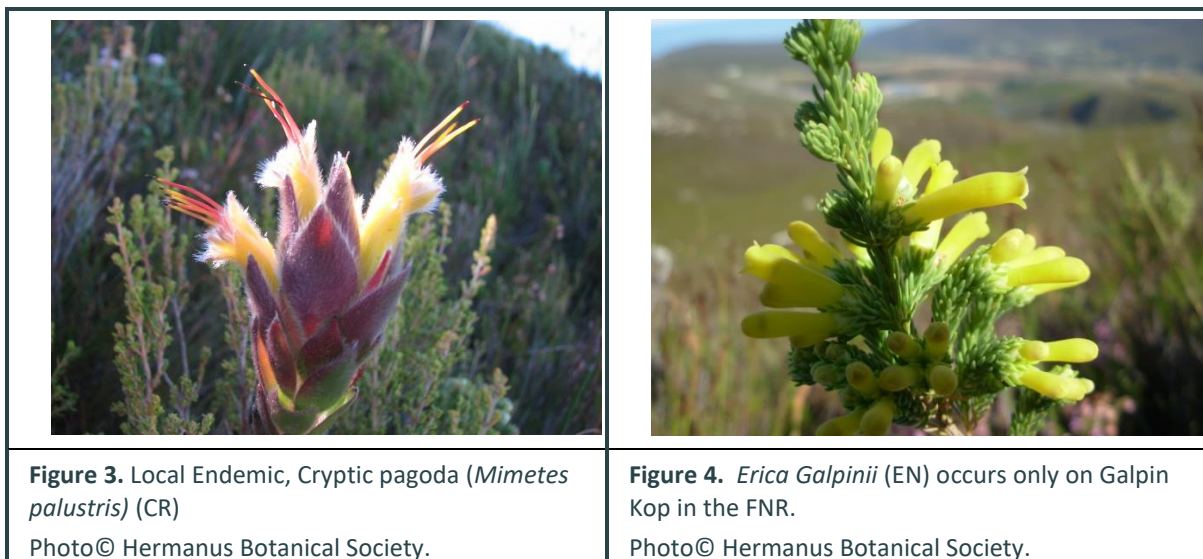 Figure 3. Local Endemic, Cryptic pagoda (Mimetes
palustris) (CR)
Photo© Hermanus Botanical Society.
Figure 4.  Erica Galpinii (EN) occurs only on Galpin
Kop in the FNR.
Photo© Hermanus Botanical Society.